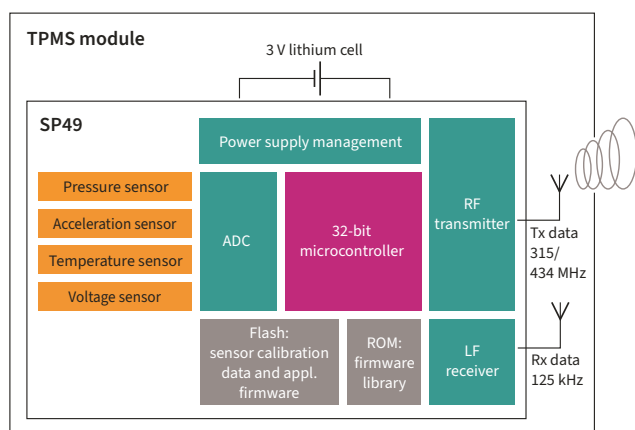 TPMS module
3 V lithium cell
SP49
Power supply management
Pressure sensor
Acceleration sensor
Temperature sensor
Voltage sensor
ADC
32-bit
microcontroller
RF
transmitter
Tx data
315/
434 MHz
Flash:
sensor calibration
data and appl.
firmware
ROM:
firmware
library
LF
receiver
Rx data
125 kHz